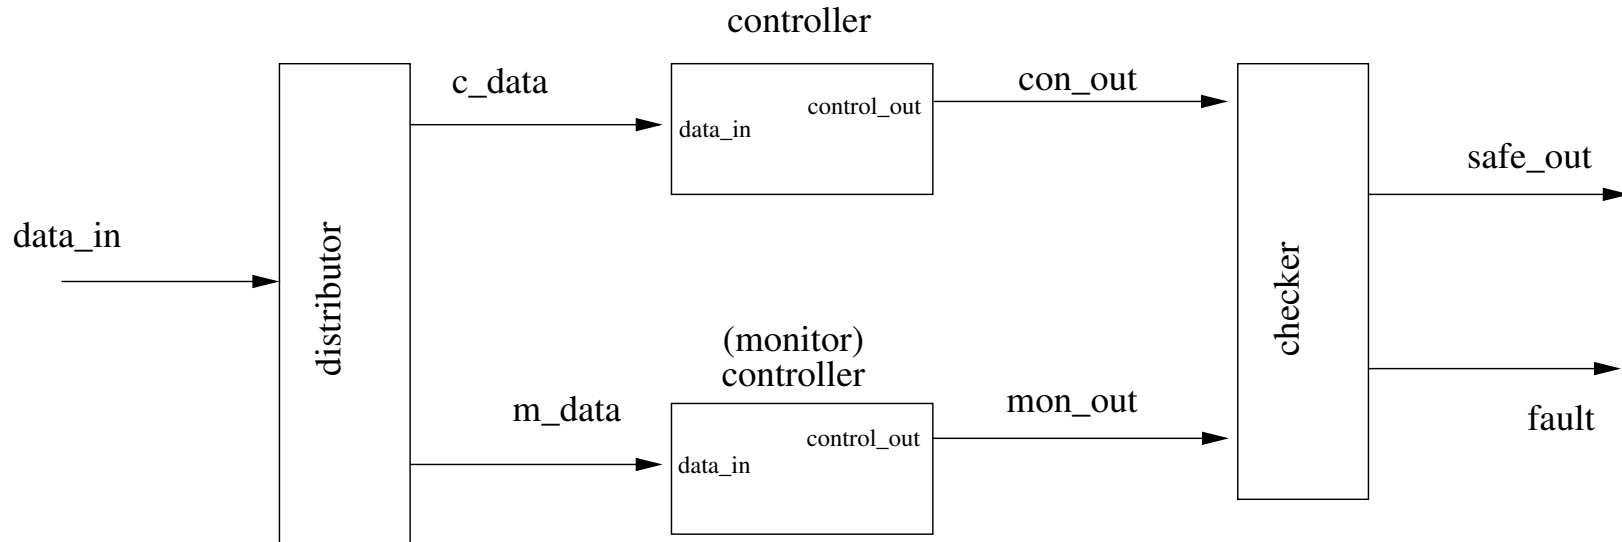 controller
c_data
con_out
control_out
data_in
safe_out
data_in
distributor
checker
(monitor)
controller
m_data
mon_out
fault
control_out
data_in